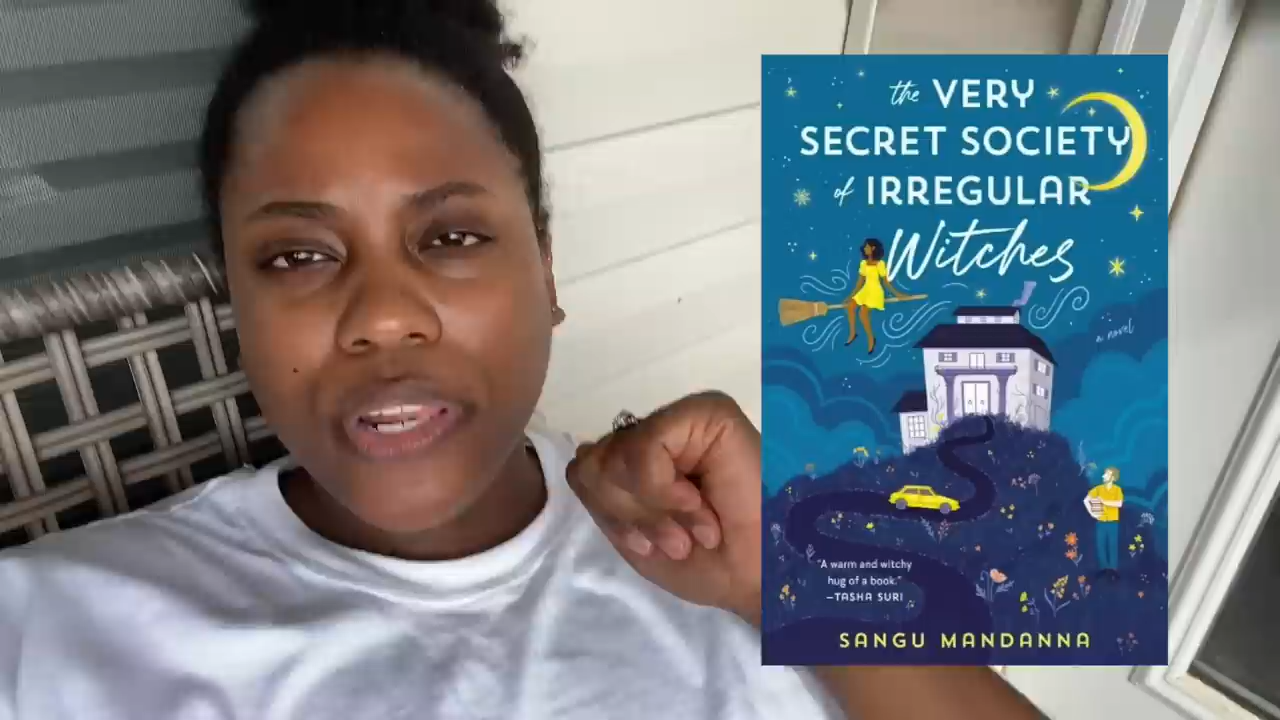 the VERY
SECRET SOCIETY
of IRREGULAR
Witches
a novel
"A warm and witchy
hug of a book."
—TASHA SURI
SANGU MANDANNA